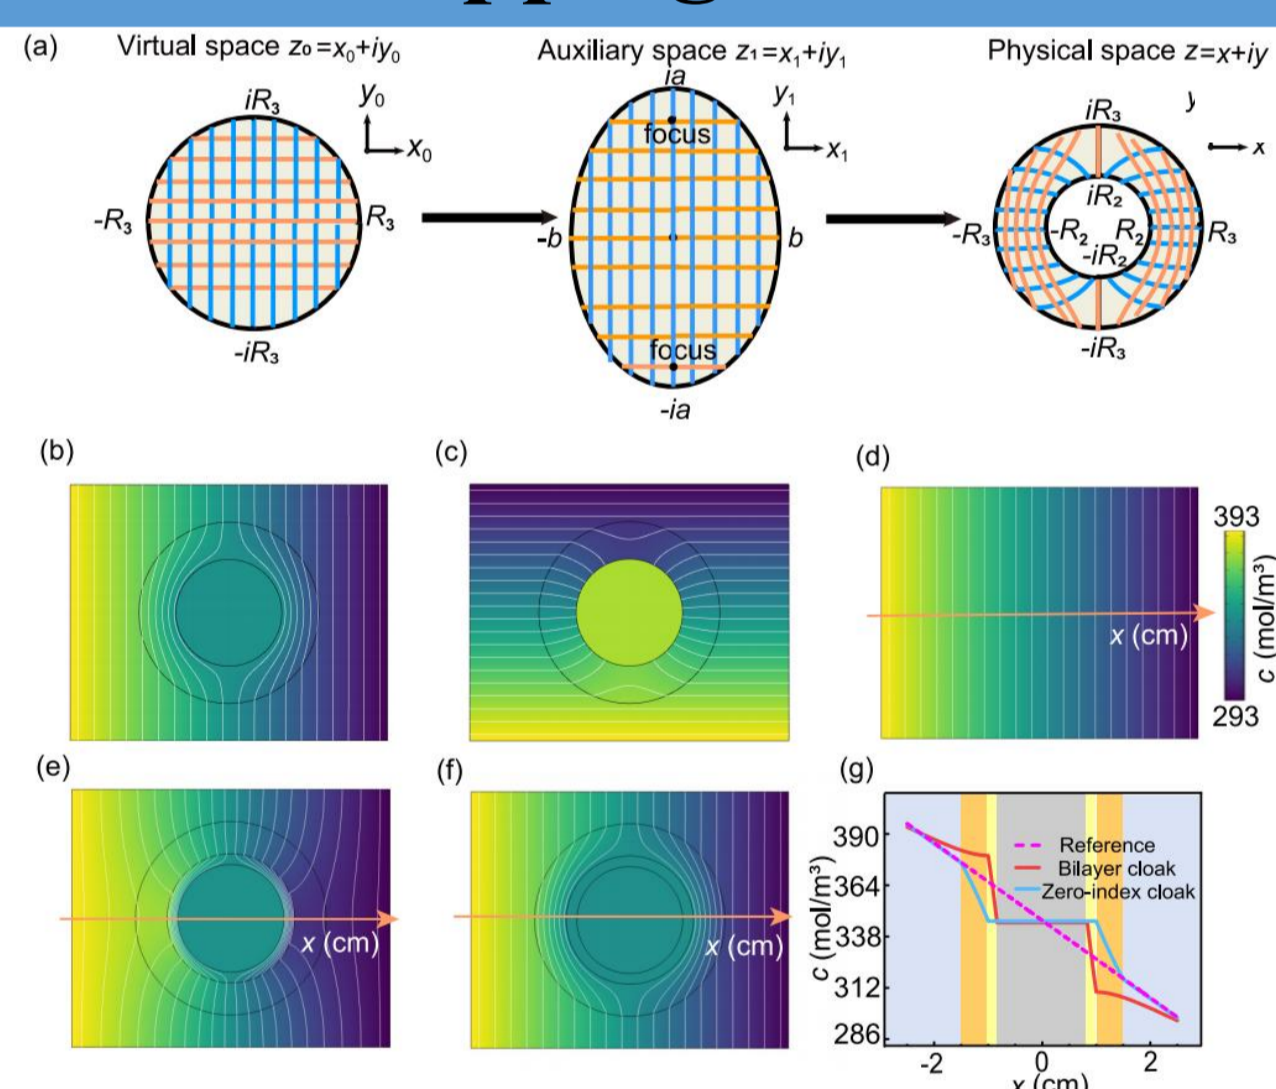 (a) Virtual space z₀=x₀+iy₀ Auxiliary space z₁=x₁+iy₁ Physical space z=x+iy
iR₃ y₀ x₀ -R₃ R₃ -iR₃
ia y₁ focus x₁ -b b focus -ia
iR₃ y x iR₂ -R₃ -R₂ R₂ R₃ -iR₂ -iR₃
(b) (c) (d)
393
x (cm)
c (mol/m³)
293
(e) (f) (g)
x (cm)
x (cm)
c (mol/m³)
390
364
338
312
286
Reference
Bilayer cloak
Zero-index cloak
-2 0 2
x (cm)